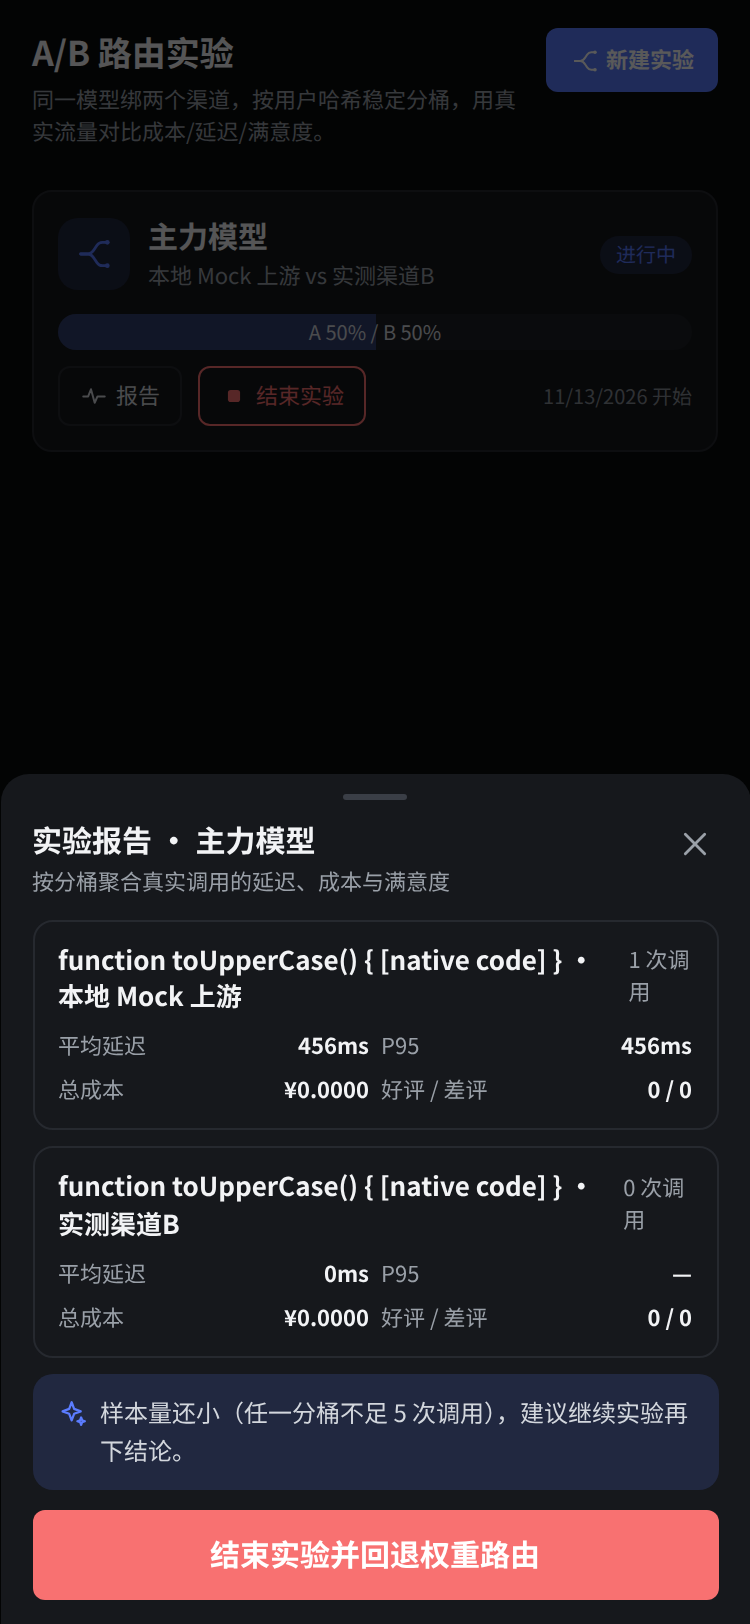 A/B 路由实验
新建实验
同一模型绑两个渠道，按用户哈希稳定分桶，用真
实流量对比成本/延迟/满意度。
主力模型
本地 Mock 上游 vs 实测渠道B
进行中
A 50% / B 50%
报告
结束实验
11/13/2026 开始
实验报告 · 主力模型
按分桶聚合真实调用的延迟、成本与满意度
function toUpperCase() { [native code] } ·
本地 Mock 上游
1 次调
用
平均延迟 456ms P95 456ms
总成本 ¥0.0000 好评 / 差评 0 / 0
function toUpperCase() { [native code] } ·
实测渠道B
0 次调
用
平均延迟 0ms P95 —
总成本 ¥0.0000 好评 / 差评 0 / 0
样本量还小（任一分桶不足 5 次调用），建议继续实验再
下结论。
结束实验并回退权重路由